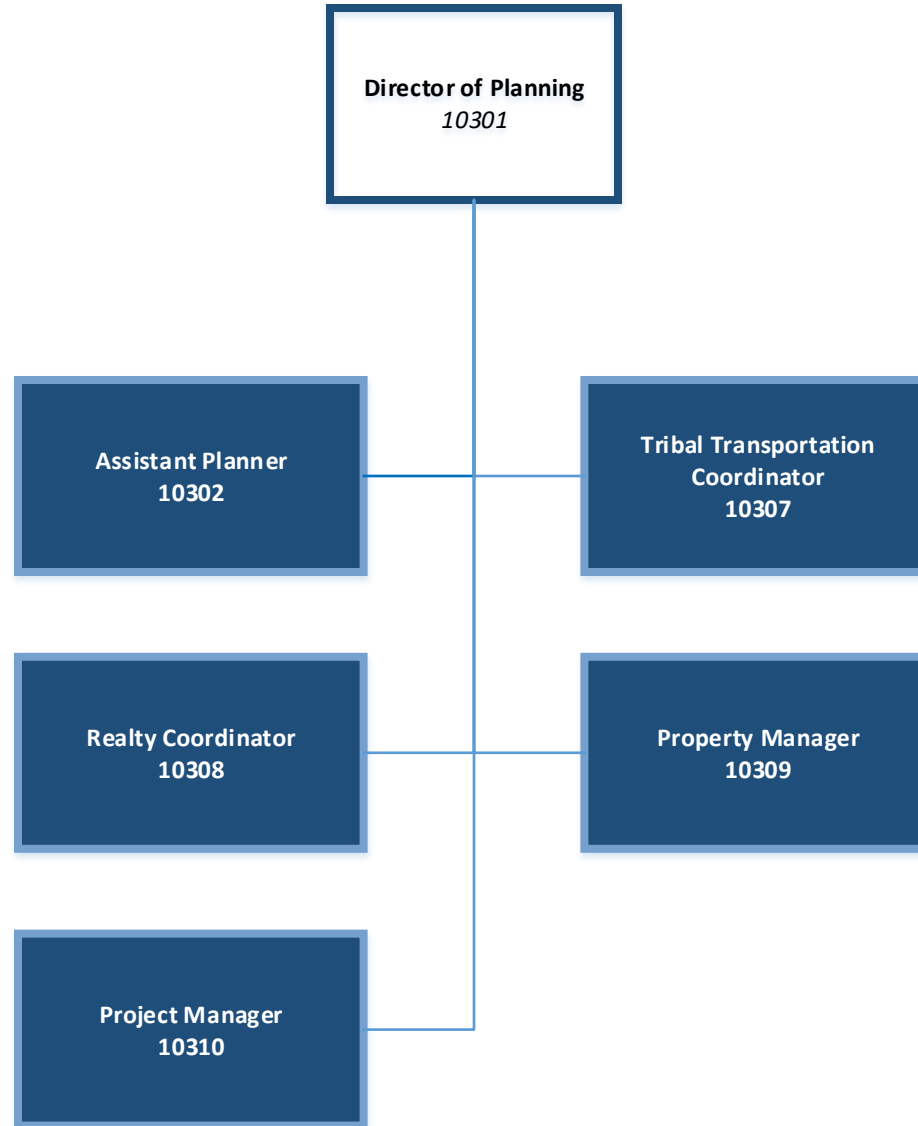 Director of Planning
10301
Assistant Planner
10302
Tribal Transportation
Coordinator
10307
Realty Coordinator
10308
Property Manager
10309
Project Manager
10310